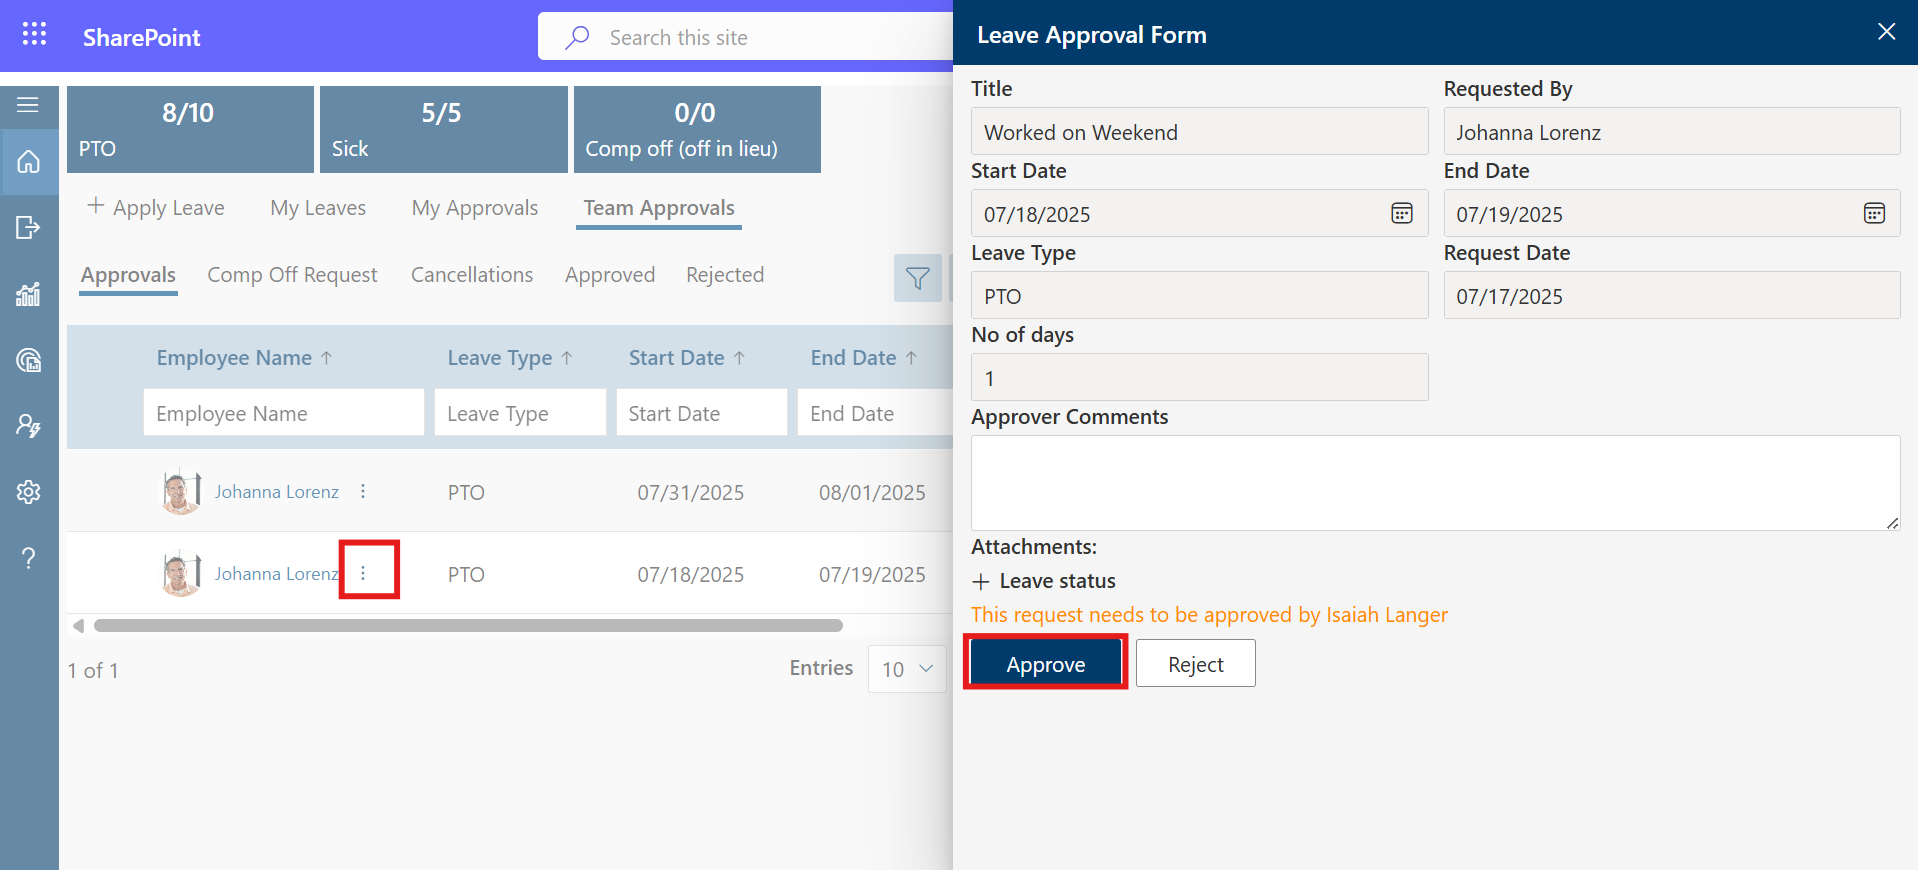 SharePoint
Search this site
8/10
PTO
5/5
Sick
0/0
Comp off (off in lieu)
+ Apply Leave
My Leaves
My Approvals
Team Approvals
Approvals
Comp Off Request
Cancellations
Approved
Rejected
Employee Name ↑
Leave Type ↑
Start Date ↑
End Date ↑
Employee Name
Leave Type
Start Date
End Date
Johanna Lorenz
PTO
07/31/2025
08/01/2025
Johanna Lorenz
PTO
07/18/2025
07/19/2025
1 of 1
Entries
10
Leave Approval Form
Title
Requested By
Worked on Weekend
Johanna Lorenz
Start Date
End Date
07/18/2025
07/19/2025
Leave Type
Request Date
PTO
07/17/2025
No of days
1
Approver Comments
Attachments:
+ Leave status
This request needs to be approved by Isaiah Langer
Approve
Reject